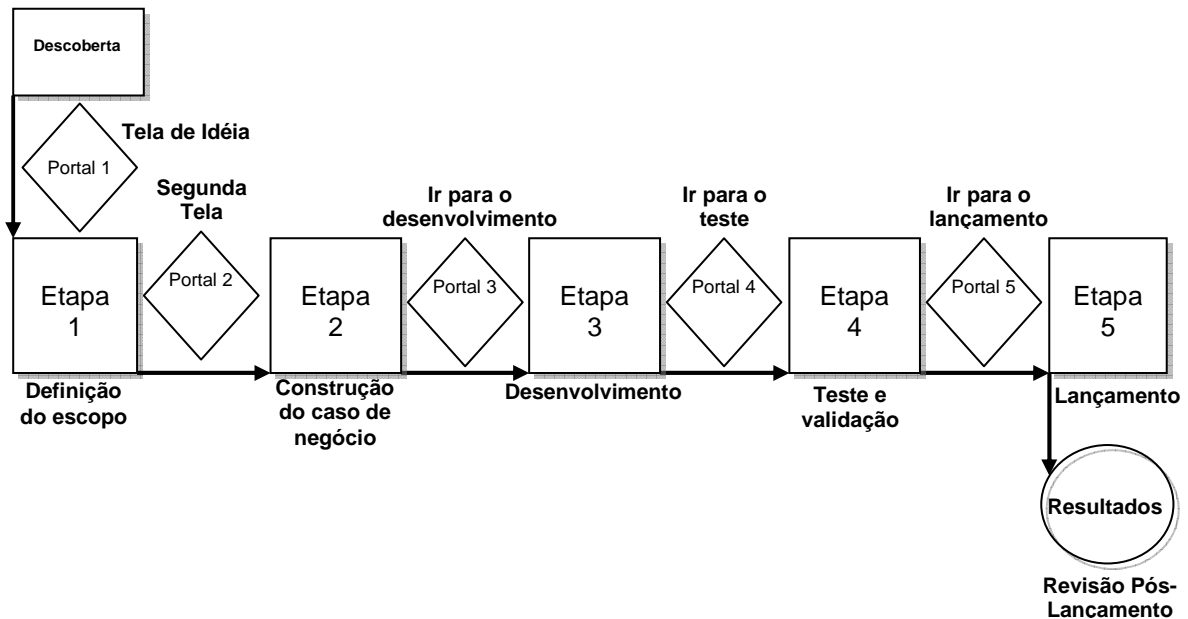 Descoberta
Tela de Idéia
Portal 1
Segunda
Tela
Ir para o
desenvolvimento
Ir para o
teste
Ir para o
lançamento
Portal 2
Portal 3
Portal 4
Portal 5
Etapa
1
Etapa
2
Etapa
3
Etapa
4
Etapa
5
Definição
do escopo
Construção
do caso de
negócio
Desenvolvimento
Teste e
validação
Lançamento
Resultados
Revisão Pós-
Lançamento